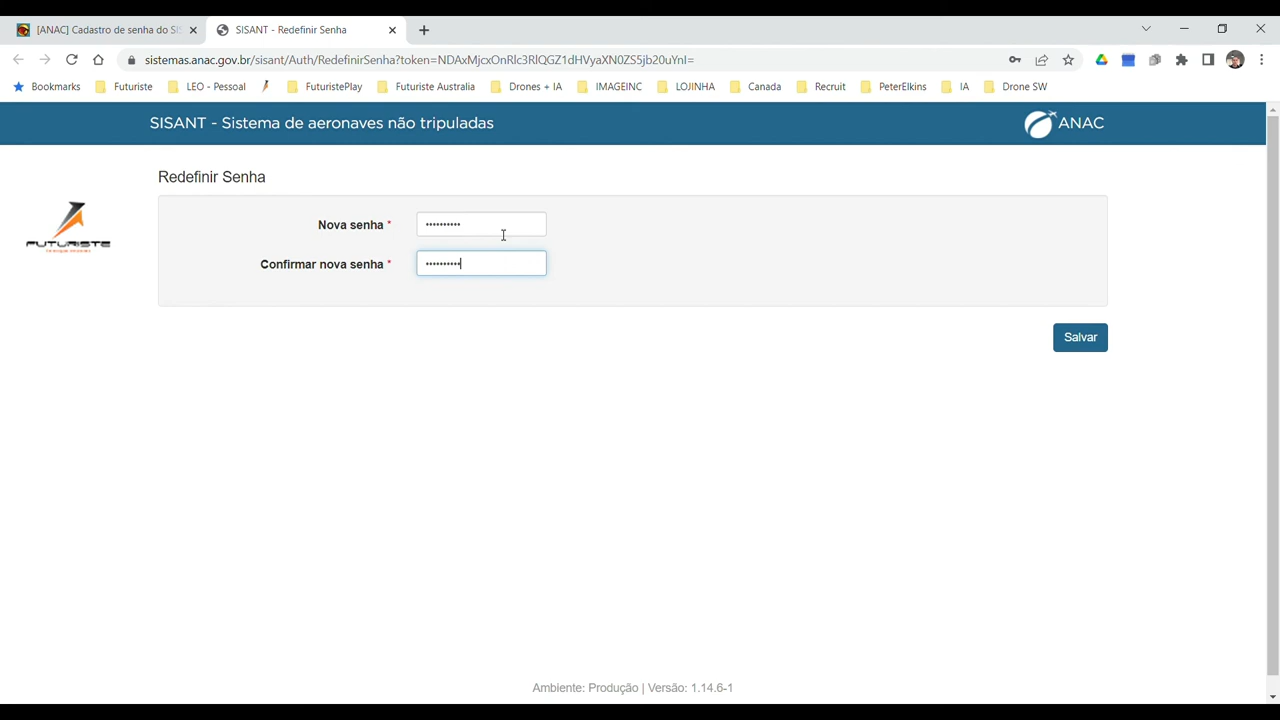 [ANAC] Cadastro de senha do SI
SISANT - Redefinir Senha
sistemas.anac.gov.br/sisant/Auth/RedefinirSenha?token=NDAxMjcxOnRlc3RlQGZ1dHVyaXN0ZS5jb20uYnI=
Bookmarks Futuriste LEO - Pessoal FuturistePlay Futuriste Australia Drones + IA IMAGEINC LOJINHA Canada Recruit PeterElkins IA Drone SW
SISANT - Sistema de aeronaves não tripuladas
ANAC
Redefinir Senha
FUTURISTE
Nova senha *
Confirmar nova senha *
Salvar
Ambiente: Produção | Versão: 1.14.6-1